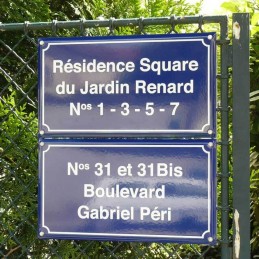 Résidence Square
du Jardin Renard
Nos 1 - 3 - 5 - 7
Nos 31 et 31Bis
Boulevard
Gabriel Péri